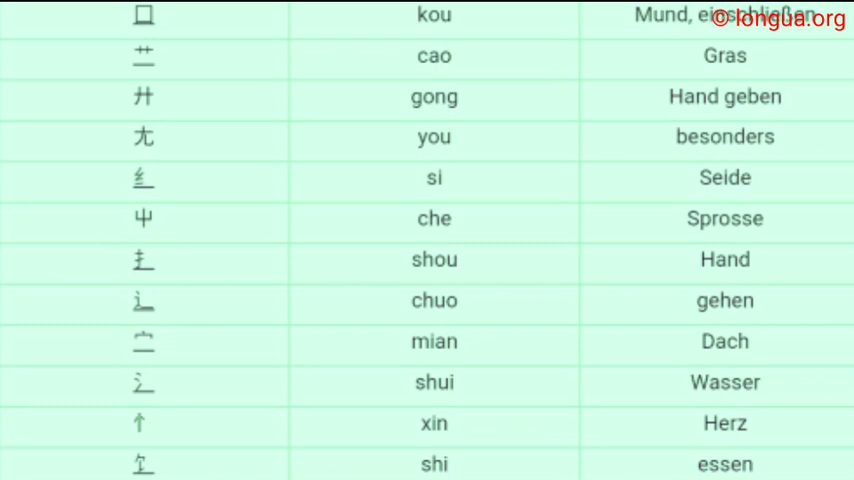 囗 kou Mund, einschließen
© longua.org
艹 cao Gras
廾 gong Hand geben
尢 you besonders
纟 si Seide
屮 che Sprosse
扌 shou Hand
辶 chuo gehen
宀 mian Dach
氵 shui Wasser
忄 xin Herz
饣 shi essen